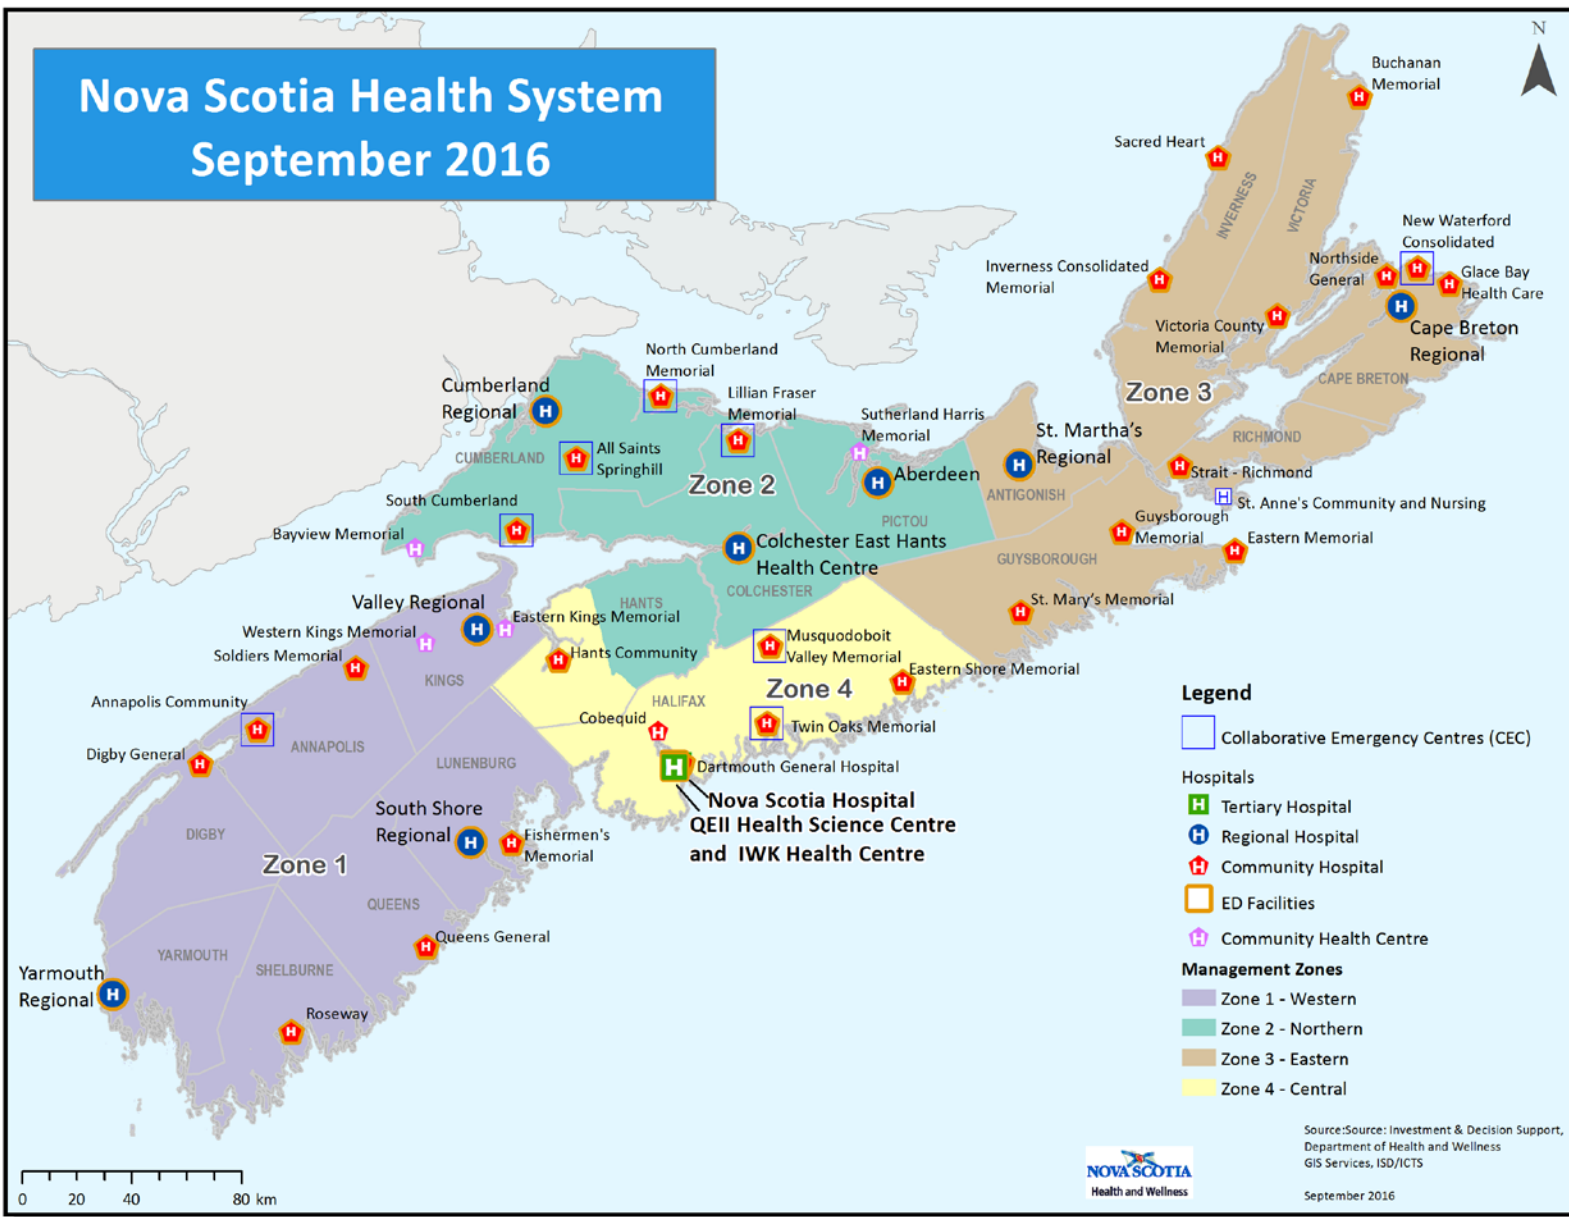 Nova Scotia Health System
September 2016
N
Buchanan
Memorial
Sacred Heart
INVERNESS
VICTORIA
New Waterford
Consolidated
Northside
General
Glace Bay
Health Care
Inverness Consolidated
Memorial
Victoria County
Memorial
Cape Breton
Regional
CAPE BRETON
Zone 3
RICHMOND
North Cumberland
Memorial
Cumberland
Regional
Lillian Fraser
Memorial
Sutherland Harris
Memorial
St. Martha's
Regional
All Saints
Springhill
CUMBERLAND
Zone 2
Aberdeen
ANTIGONISH
Strait - Richmond
St. Anne's Community and Nursing
South Cumberland
Bayview Memorial
PICTOU
Guysborough
Memorial
Eastern Memorial
Colchester East Hants
Health Centre
GUYSBOROUGH
COLCHESTER
HANTS
St. Mary's Memorial
Valley Regional
Eastern Kings Memorial
Western Kings Memorial
Soldiers Memorial
Hants Community
Musquodoboit
Valley Memorial
Eastern Shore Memorial
KINGS
Zone 4
HALIFAX
Annapolis Community
Cobequid
Twin Oaks Memorial
ANNAPOLIS
Digby General
LUNENBURG
Dartmouth General Hospital
Nova Scotia Hospital
QEII Health Science Centre
and IWK Health Centre
South Shore
Regional
Fishermen's
Memorial
DIGBY
Zone 1
QUEENS
Queens General
YARMOUTH
SHELBURNE
Yarmouth
Regional
Roseway
Legend
Collaborative Emergency Centres (CEC)
Hospitals
H Tertiary Hospital
H Regional Hospital
H Community Hospital
ED Facilities
H Community Health Centre
Management Zones
Zone 1 - Western
Zone 2 - Northern
Zone 3 - Eastern
Zone 4 - Central
Source:Source: Investment & Decision Support,
Department of Health and Wellness
GIS Services, ISD/ICTS
September 2016
NOVA SCOTIA
Health and Wellness
0 20 40 80 km